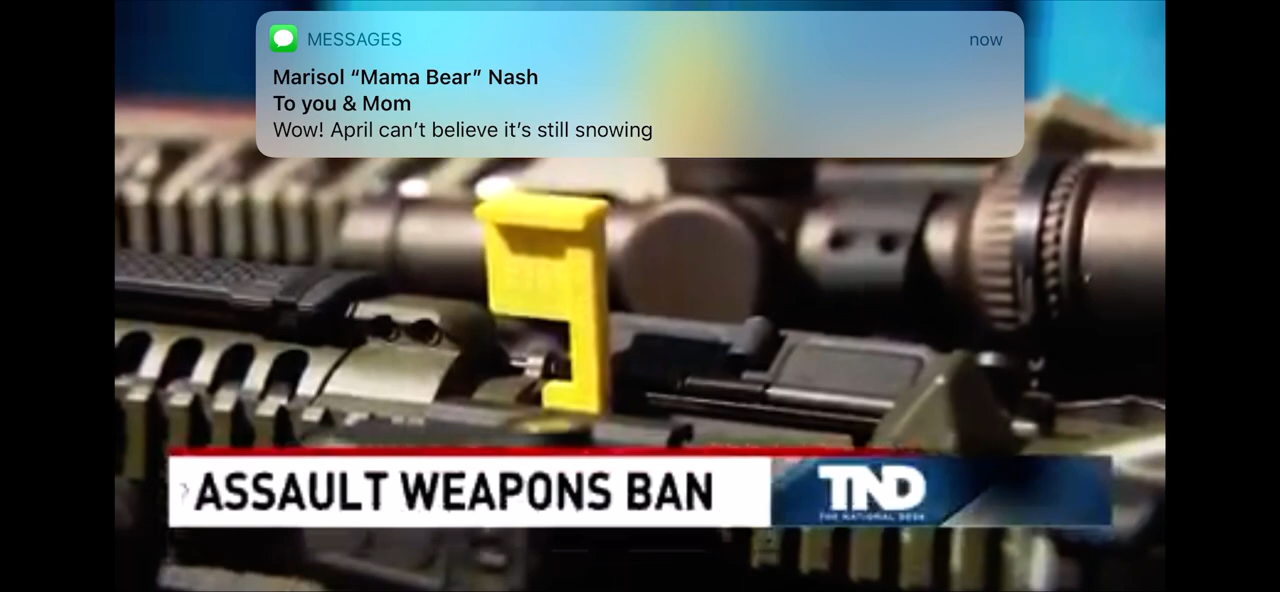 MESSAGES
now
Marisol “Mama Bear” Nash
To you & Mom
Wow! April can’t believe it’s still snowing
ASSAULT WEAPONS BAN
TND
THE NATIONAL DESK